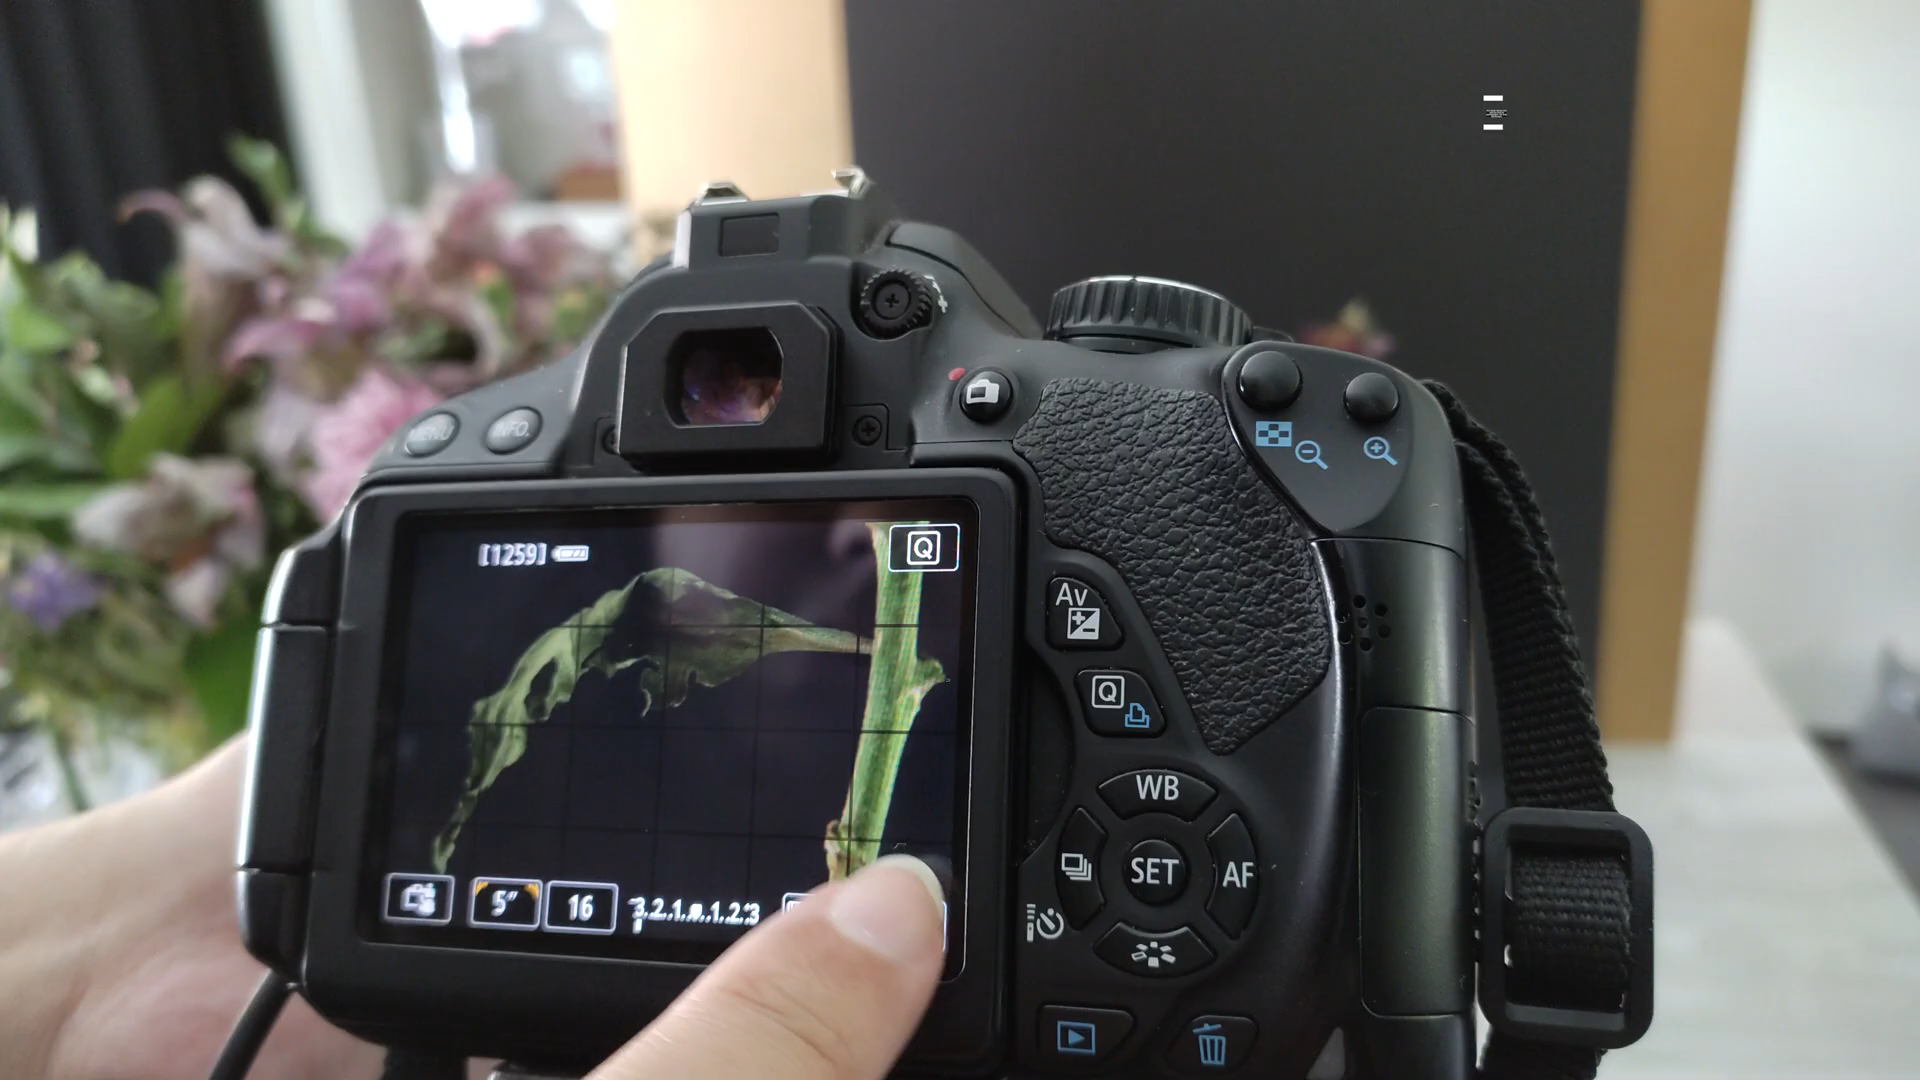 MENU
INFO.
[1259]
Q
Av
Q
WB
SET
AF
5"
16
3.2.1.0.1.2.3